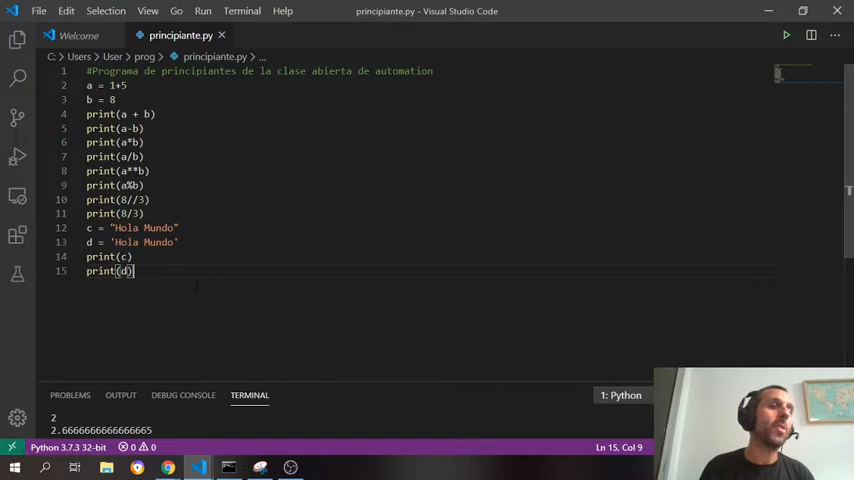 File Edit Selection View Go Run Terminal Help principiante.py - Visual Studio Code
Welcome principiante.py
C: > Users > User > prog > principiante.py > ...
1 #Programa de principiantes de la clase abierta de automation
2 a = 1+5
3 b = 8
4 print(a + b)
5 print(a-b)
6 print(a*b)
7 print(a/b)
8 print(a**b)
9 print(a%b)
10 print(8//3)
11 print(8/3)
12 c = "Hola Mundo"
13 d = 'Hola Mundo'
14 print(c)
15 print(d)
PROBLEMS OUTPUT DEBUG CONSOLE TERMINAL 1: Python
2
2.6666666666666665
Python 3.7.3 32-bit 0 0 Ln 15, Col 9